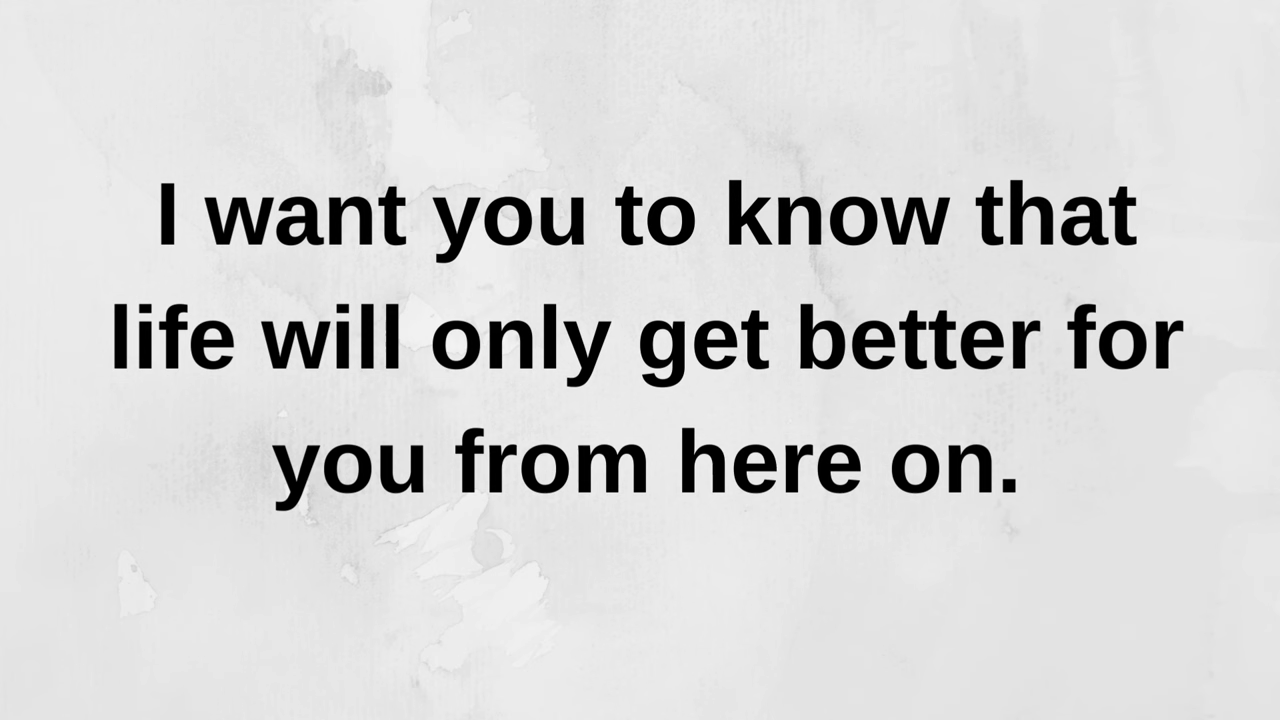 I want you to know that
life will only get better for
you from here on.